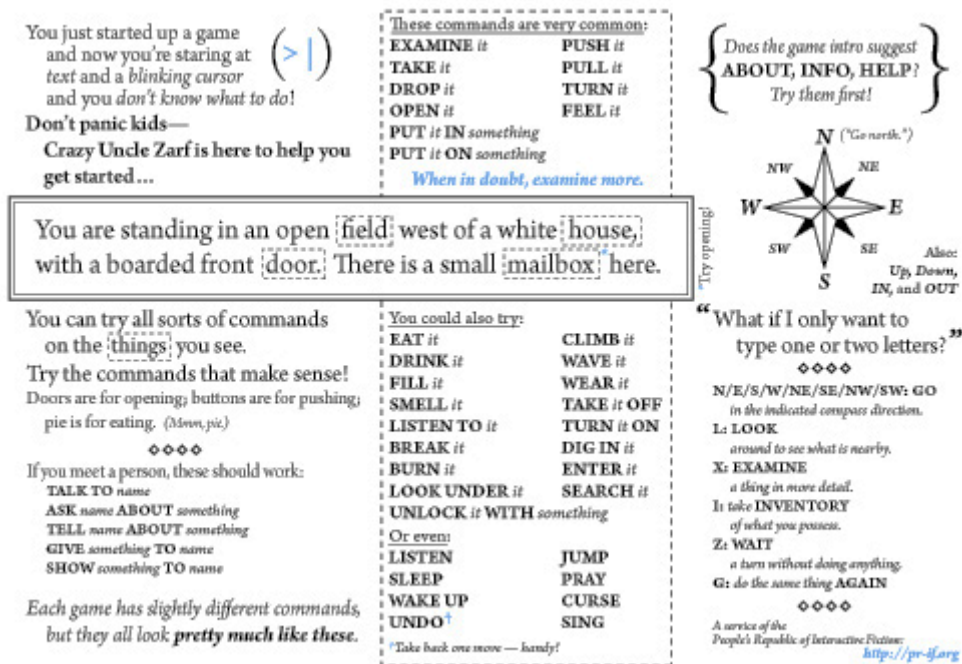 You just started up a game
and now you're staring at
text and a blinking cursor
and you don't know what to do!
(>|)
Don't panic kids—
Crazy Uncle Zarf is here to help you
get started...
These commands are very common:
EXAMINE it PUSH it
TAKE it PULL it
DROP it TURN it
OPEN it FEEL it
PUT it IN something
PUT it ON something
When in doubt, examine more.
Does the game intro suggest
ABOUT, INFO, HELP?
Try them first!
N ("Go north.")
NW NE
W E
SW SE
S
Also:
Up, Down,
IN, and OUT
You are standing in an open field west of a white house,
with a boarded front door. There is a small mailbox * here.
*Try opening!
You can try all sorts of commands
on the things you see.
Try the commands that make sense!
Doors are for opening; buttons are for pushing;
pie is for eating. (Mmm, pie.)
If you meet a person, these should work:
TALK TO name
ASK name ABOUT something
TELL name ABOUT something
GIVE something TO name
SHOW something TO name
Each game has slightly different commands,
but they all look pretty much like these.
You could also try:
EAT it CLIMB it
DRINK it WAVE it
FILL it WEAR it
SMELL it TAKE it OFF
LISTEN TO it TURN it ON
BREAK it DIG IN it
BURN it ENTER it
LOOK UNDER it SEARCH it
UNLOCK it WITH something
Or even:
LISTEN JUMP
SLEEP PRAY
WAKE UP CURSE
UNDO† SING
†Take back one move — handy!
"What if I only want to
type one or two letters?"
N/E/S/W/NE/SE/NW/SW: GO
in the indicated compass direction.
L: LOOK
around to see what is nearby.
X: EXAMINE
a thing in more detail.
I: take INVENTORY
of what you possess.
Z: WAIT
a turn without doing anything.
G: do the same thing AGAIN
A service of the
People's Republic of Interactive Fiction:
http://pr-if.org